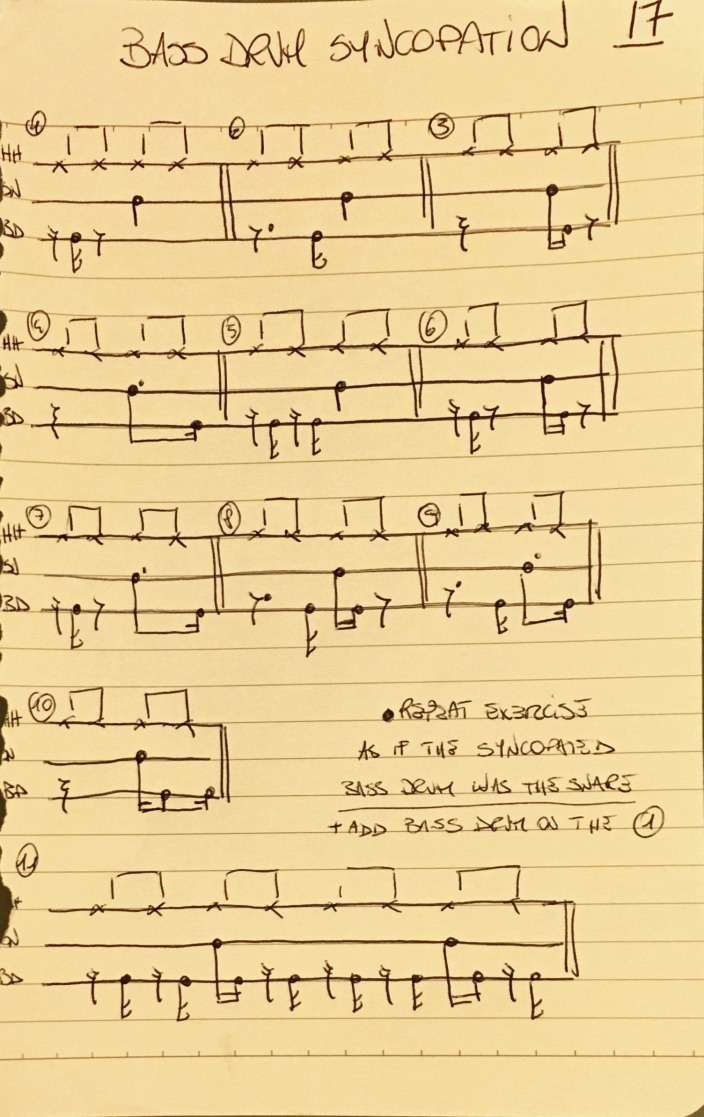 BASS DRUM SYNCOPATION 17
1 2 3
HH
SN
BD
4 5 6
HH
SN
BD
7 8 9
HH
SN
BD
10
HH
N
BD
• REPEAT EXERCISE
AS IF THE SYNCOPATED
BASS DRUM WAS THE SNARE
+ ADD BASS DRUM ON THE 1
11
H
N
BD